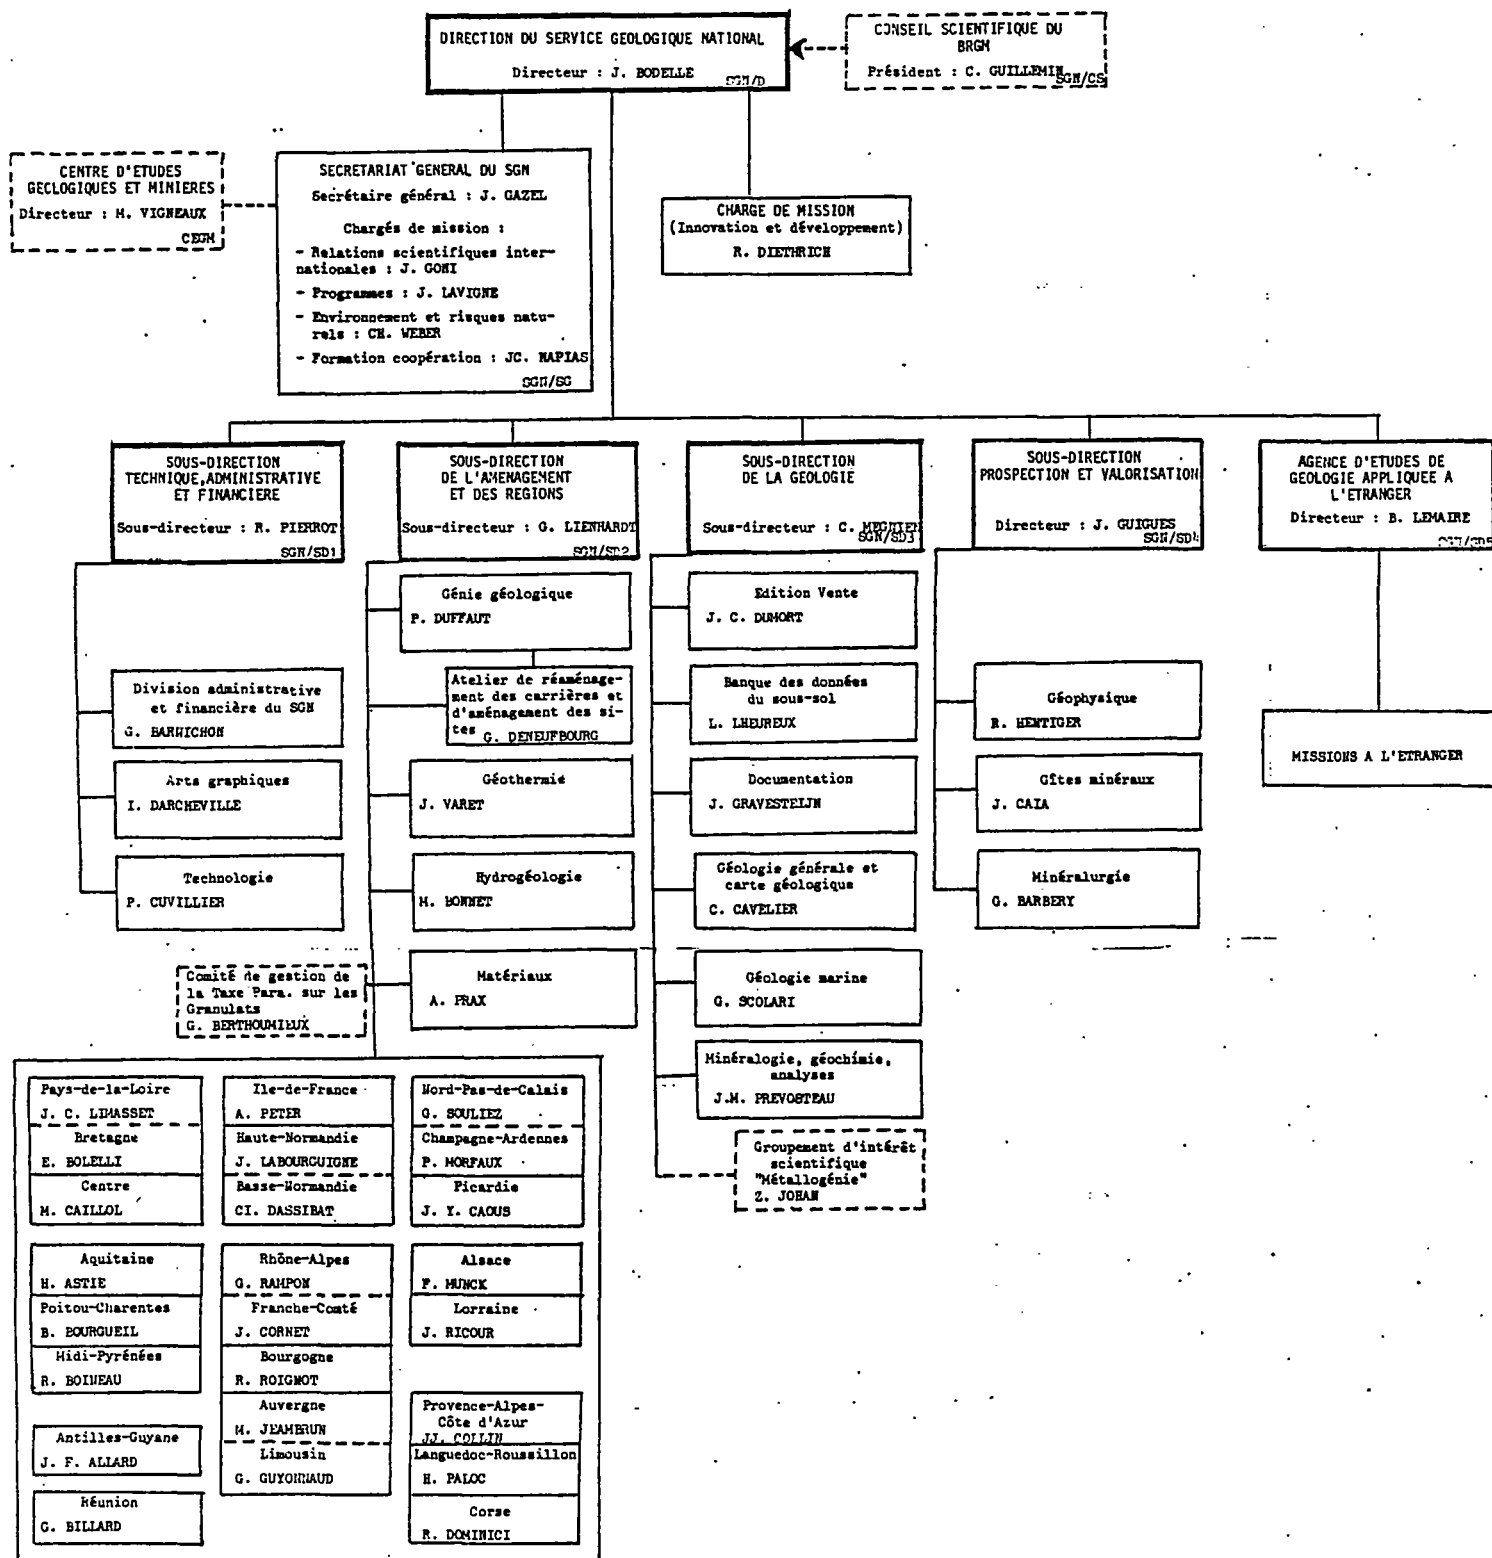 DIRECTION DU SERVICE GEOLOGIQUE NATIONAL
Directeur : J. BODELLE
SGN/D
CONSEIL SCIENTIFIQUE DU
BRGM
Président : C. GUILLEMIN
SGN/CS
CENTRE D'ETUDES
GEOLOGIQUES ET MINIERES
Directeur : M. VIGNEAUX
CEGM
SECRETARIAT GENERAL DU SGN
Secrétaire général : J. GAZEL
Chargés de mission :
- Relations scientifiques inter-
nationales : J. GONI
- Programmes : J. LAVIGNE
- Environnement et risques natu-
rels : CH. WEBER
- Formation coopération : JC. NAPIAS
SGN/SG
CHARGE DE MISSION
(Innovation et développement)
R. DIETHRICH
SOUS-DIRECTION
TECHNIQUE,ADMINISTRATIVE
ET FINANCIERE
Sous-directeur : R. PIERROT
SGN/SD1
SOUS-DIRECTION
DE L'AMENAGEMENT
ET DES REGIONS
Sous-directeur : G. LIENHARDT
SGN/SD2
SOUS-DIRECTION
DE LA GEOLOGIE
Sous-directeur : C. MEGNIEN
SGN/SD3
SOUS-DIRECTION
PROSPECTION ET VALORISATION
Directeur : J. GUIGUES
SGN/SD4
AGENCE D'ETUDES DE
GEOLOGIE APPLIQUEE A
L'ETRANGER
Directeur : B. LEMAIRE
SGN/SD5
Division administrative
et financière du SGN
G. BARNICHON
Arts graphiques
I. DARCHEVILLE
Technologie
P. CUVILLIER
Génie géologique
P. DUFFAUT
Atelier de réaménage-
ment des carrières et
d'aménagement des si-
tes G. DENEUFBOURG
Géothermie
J. VARET
Hydrogéologie
M. BONNET
Matériaux
A. PRAX
Comité de gestion de
la Taxe Para. sur les
Granulats
G. BERTHOUMIEUX
Edition Vente
J. C. DUMORT
Banque des données
du sous-sol
L. LHEUREUX
Documentation
J. GRAVESTEIJN
Géologie générale et
carte géologique
C. CAVELIER
Géologie marine
G. SCOLARI
Minéralogie, géochimie,
analyses
J.M. PREVOSTEAU
Groupement d'intérêt
scientifique
"Métallogénie"
Z. JOHAN
Géophysique
R. HENTIGER
Gîtes minéraux
J. CAIA
Minéralurgie
G. BARBERY
MISSIONS A L'ETRANGER
Pays-de-la-Loire
J. C. LIMASSET
Bretagne
E. BOLELLI
Centre
M. CAILLOL
Aquitaine
H. ASTIE
Poitou-Charentes
B. BOURGUEIL
Midi-Pyrénées
R. BOINEAU
Antilles-Guyane
J. F. ALLARD
Réunion
G. BILLARD
Ile-de-France
A. PETER
Haute-Normandie
J. LABOURGUIGNE
Basse-Normandie
CI. DASSIBAT
Rhône-Alpes
G. RAMPON
Franche-Comté
J. CORNET
Bourgogne
R. ROIGNOT
Auvergne
M. JEAMBRUN
Limousin
G. GUYONNAUD
Nord-Pas-de-Calais
G. SOULIEZ
Champagne-Ardennes
P. MORFAUX
Picardie
J. Y. CAOUS
Alsace
F. MUNCK
Lorraine
J. RICOUR
Provence-Alpes-
Côte d'Azur
JJ. COLLIN
Languedoc-Roussillon
H. PALOC
Corse
R. DOMINICI